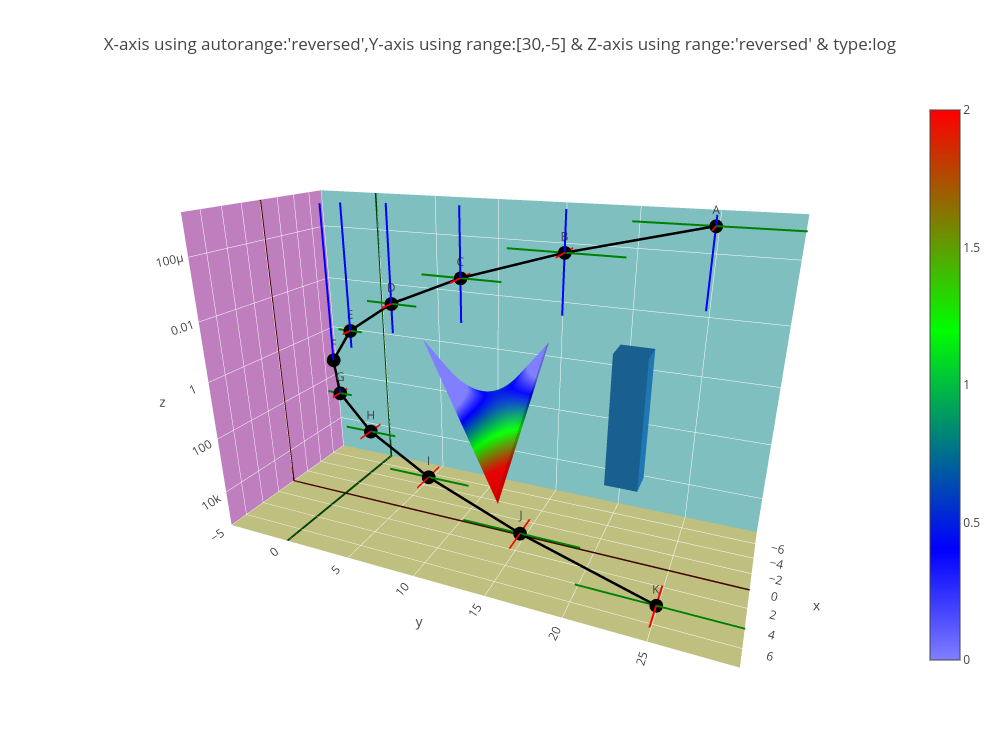 X-axis using autorange:'reversed',Y-axis using range:[30,-5] & Z-axis using range:'reversed' & type:log
2
1.5
1
0.5
0
A
B
C
D
E
F
G
H
I
J
K
100μ
0.01
1
100
10k
z
−5
0
5
10
15
20
25
y
−6
−4
−2
0
2
4
6
x